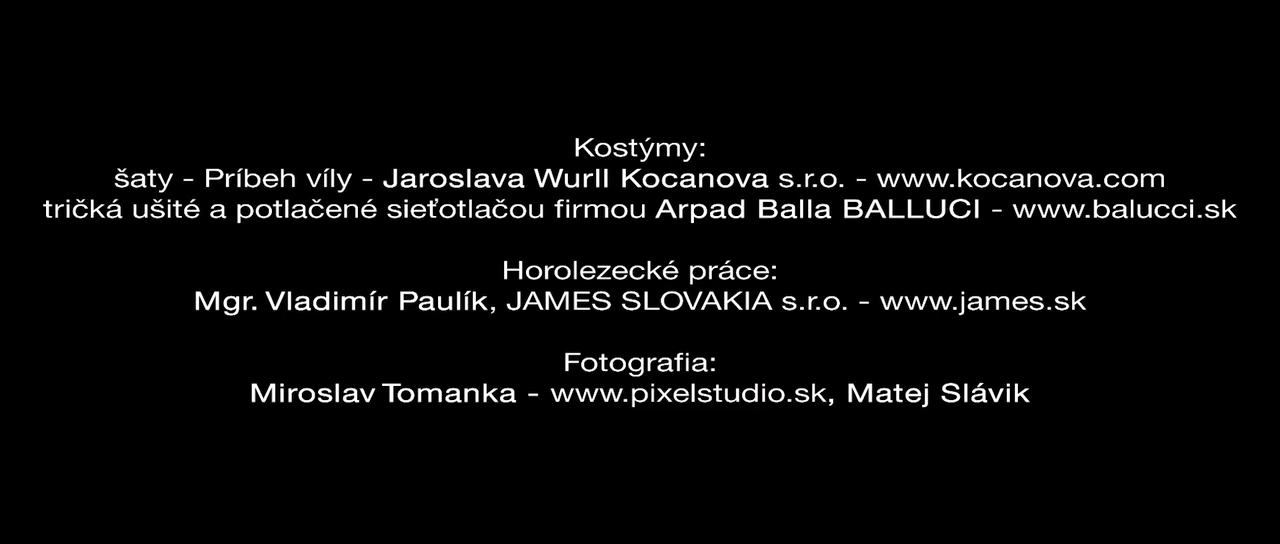 Kostýmy:
šaty - Príbeh víly - Jaroslava Wurll Kocanova s.r.o. - www.kocanova.com
tričká ušité a potlačené sieťotlačou firmou Arpad Balla BALLUCI - www.balucci.sk
Horolezecké práce:
Mgr. Vladimír Paulík, JAMES SLOVAKIA s.r.o. - www.james.sk
Fotografia:
Miroslav Tomanka - www.pixelstudio.sk, Matej Slávik